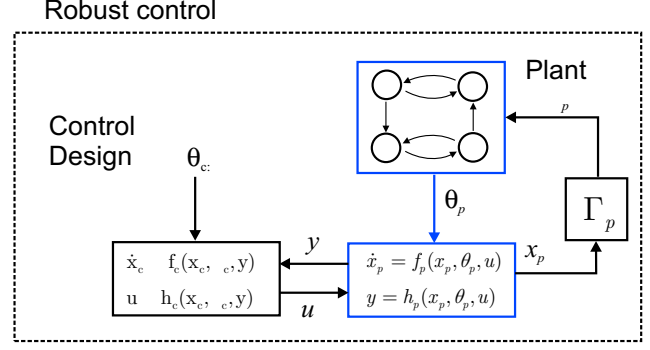 Robust control
Plant
Control
Design
p
θc:
θp
Γp
y
xp
ẋc fc(xc, c,y)
ẋp = fp(xp, θp, u)
u hc(xc, c,y)
y = hp(xp, θp, u)
u